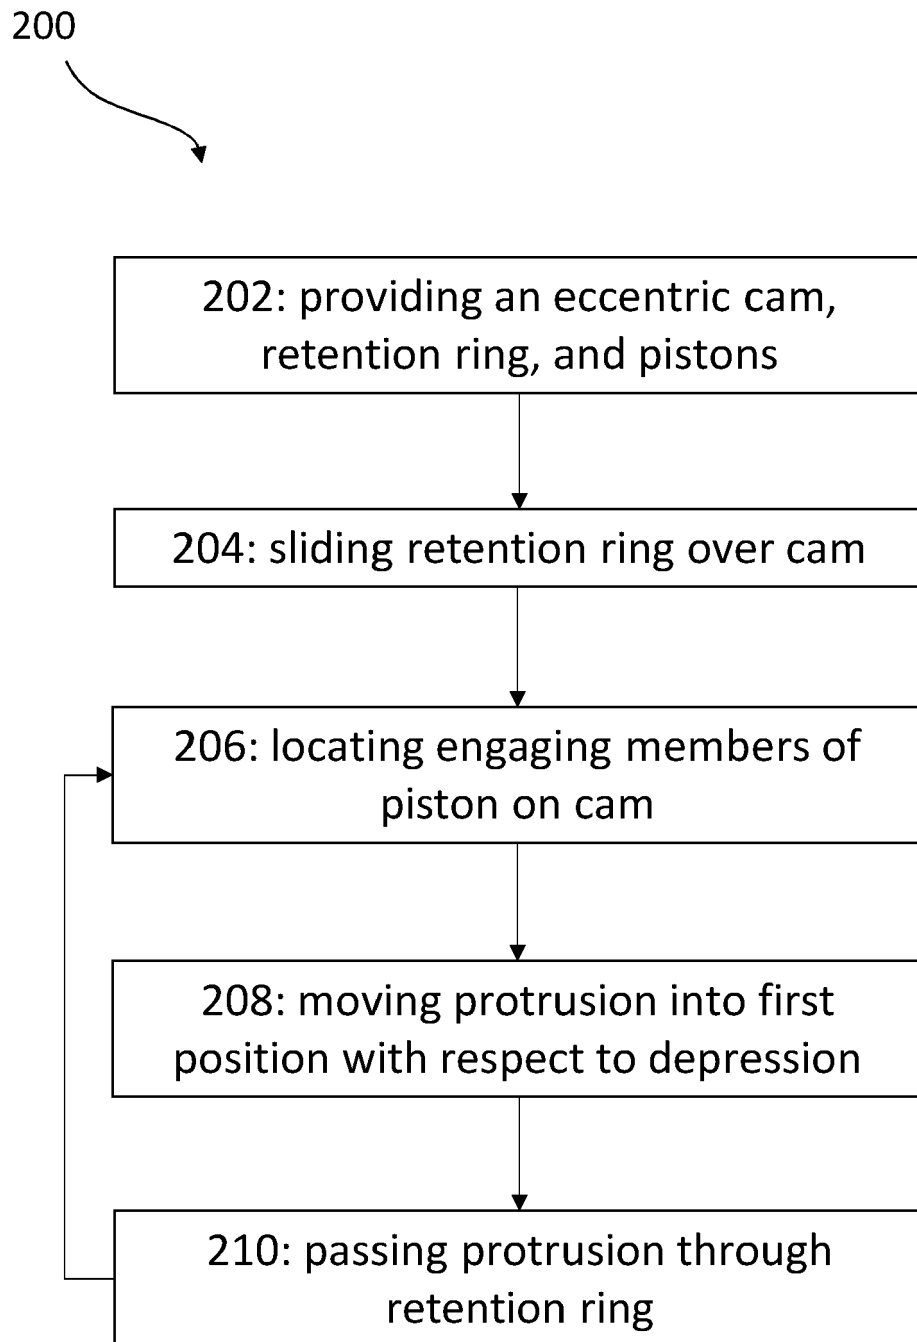 200
202: providing an eccentric cam,
retention ring, and pistons
204: sliding retention ring over cam
206: locating engaging members of
piston on cam
208: moving protrusion into first
position with respect to depression
210: passing protrusion through
retention ring